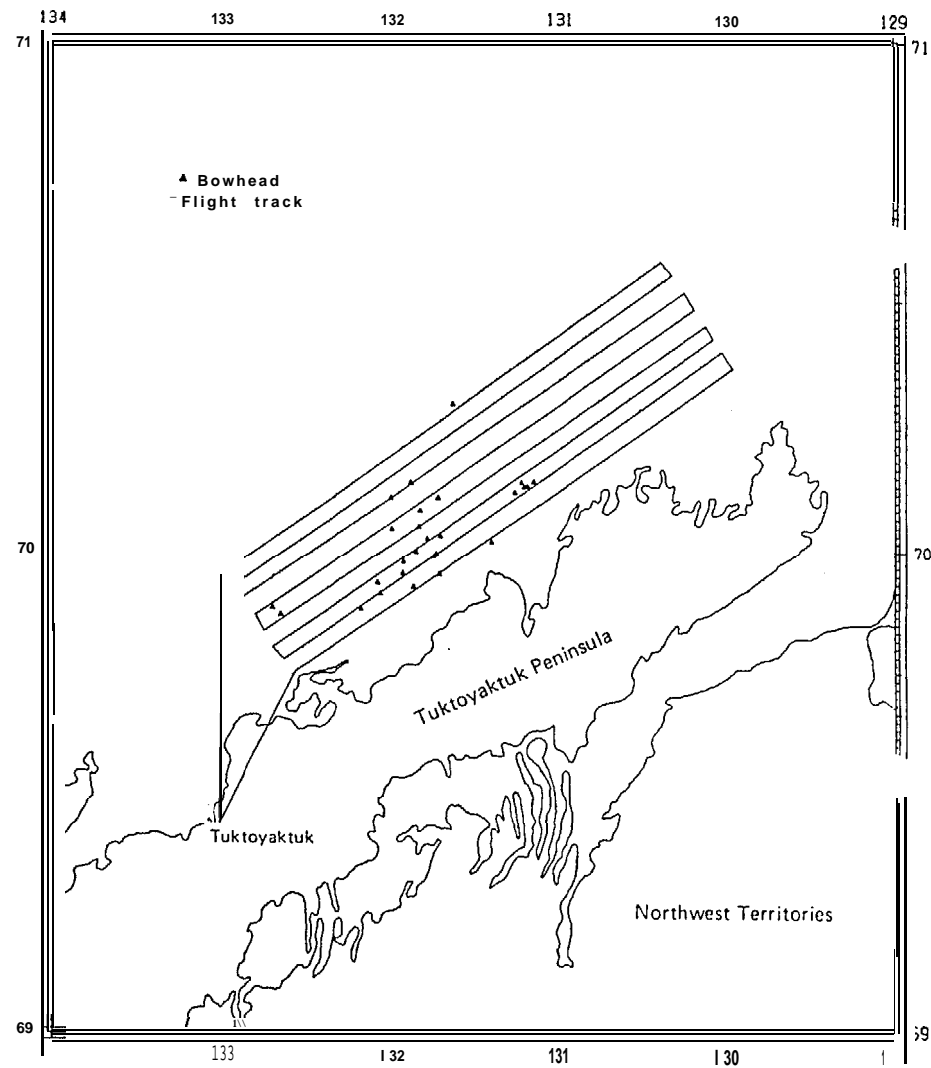 134 133 132 131 130 129
71 71
Bowhead
Flight track
70 70
Tuktoyaktuk Peninsula
Tuktoyaktuk
Northwest Territories
69
133 132 131 130